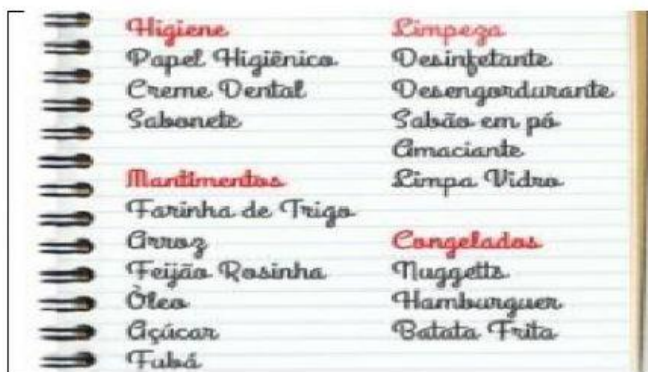 Higiene
Papel Higiênico
Creme Dental
Sabonete
Mantimentos
Farinha de Trigo
Arroz
Feijão Rosinha
Òleo
Açúcar
Fubá
Limpeza
Desinfetante
Desengordurante
Sabão em pó
Amaciante
Limpa Vidro
Congelados
Nuggetts
Hamburguer
Batata Frita